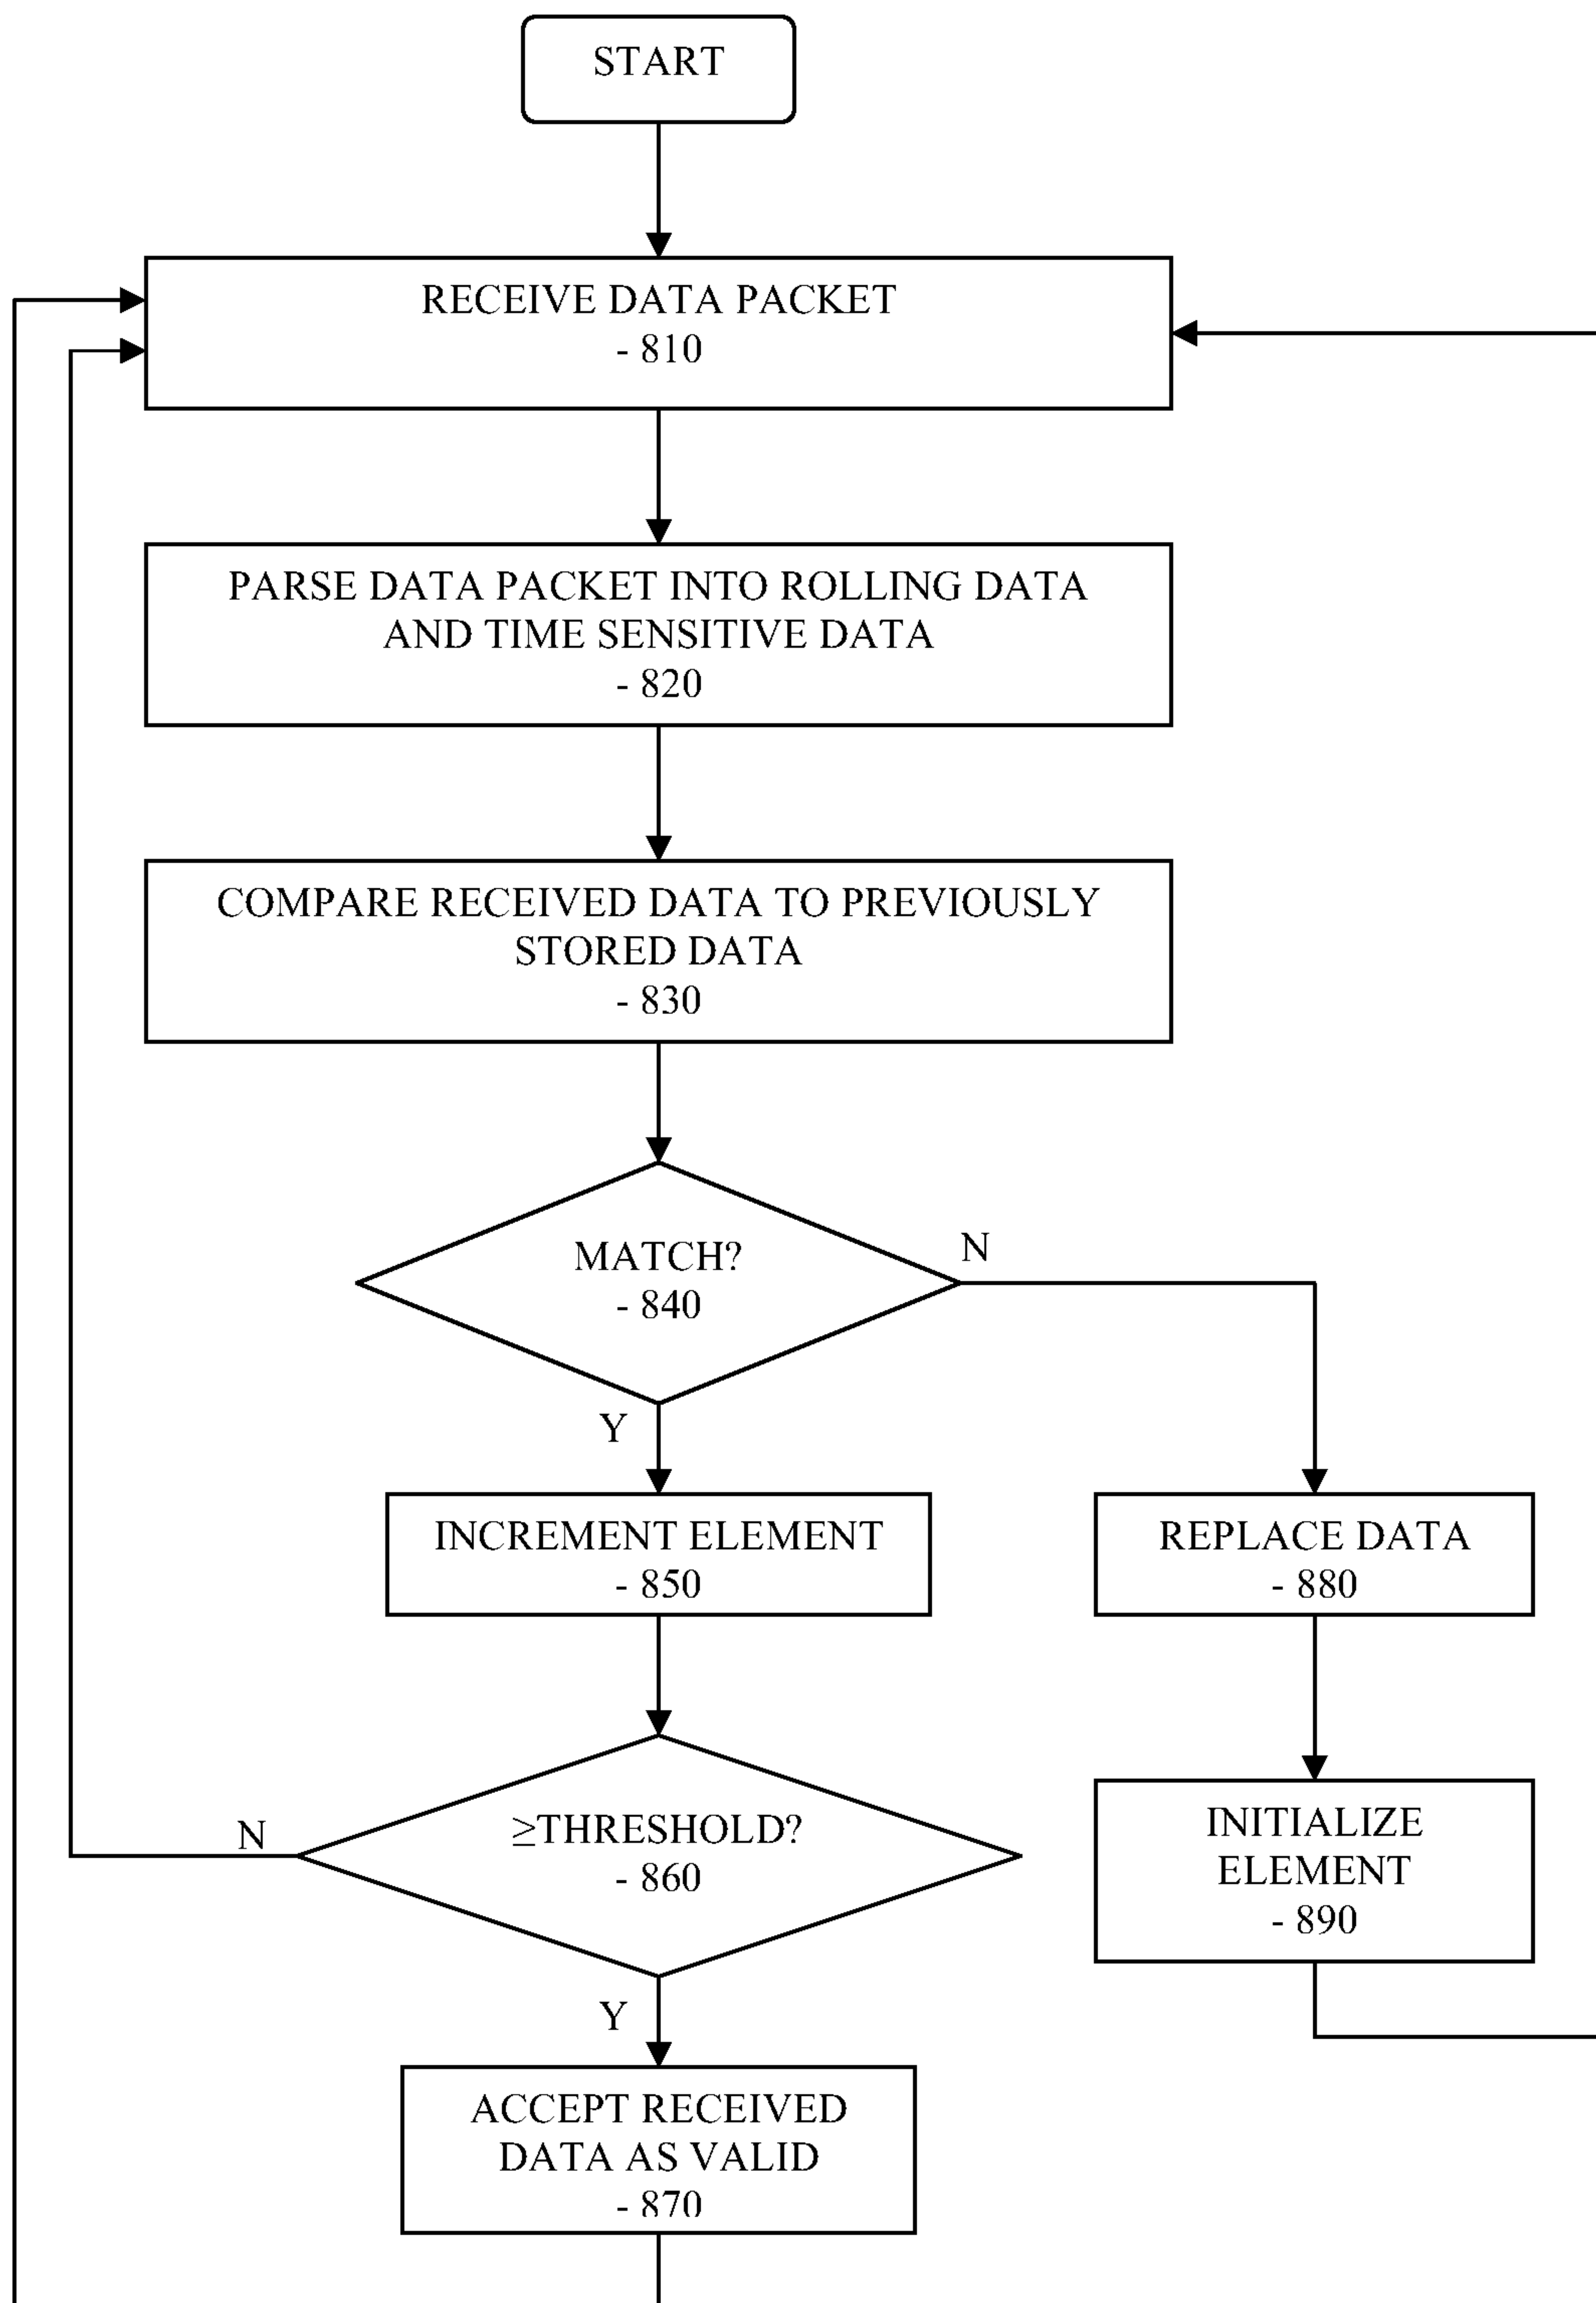 START
RECEIVE DATA PACKET
- 810
PARSE DATA PACKET INTO ROLLING DATA
AND TIME SENSITIVE DATA
- 820
COMPARE RECEIVED DATA TO PREVIOUSLY
STORED DATA
- 830
MATCH?
- 840
N
Y
INCREMENT ELEMENT
- 850
REPLACE DATA
- 880
≥THRESHOLD?
- 860
N
INITIALIZE
ELEMENT
- 890
Y
ACCEPT RECEIVED
DATA AS VALID
- 870